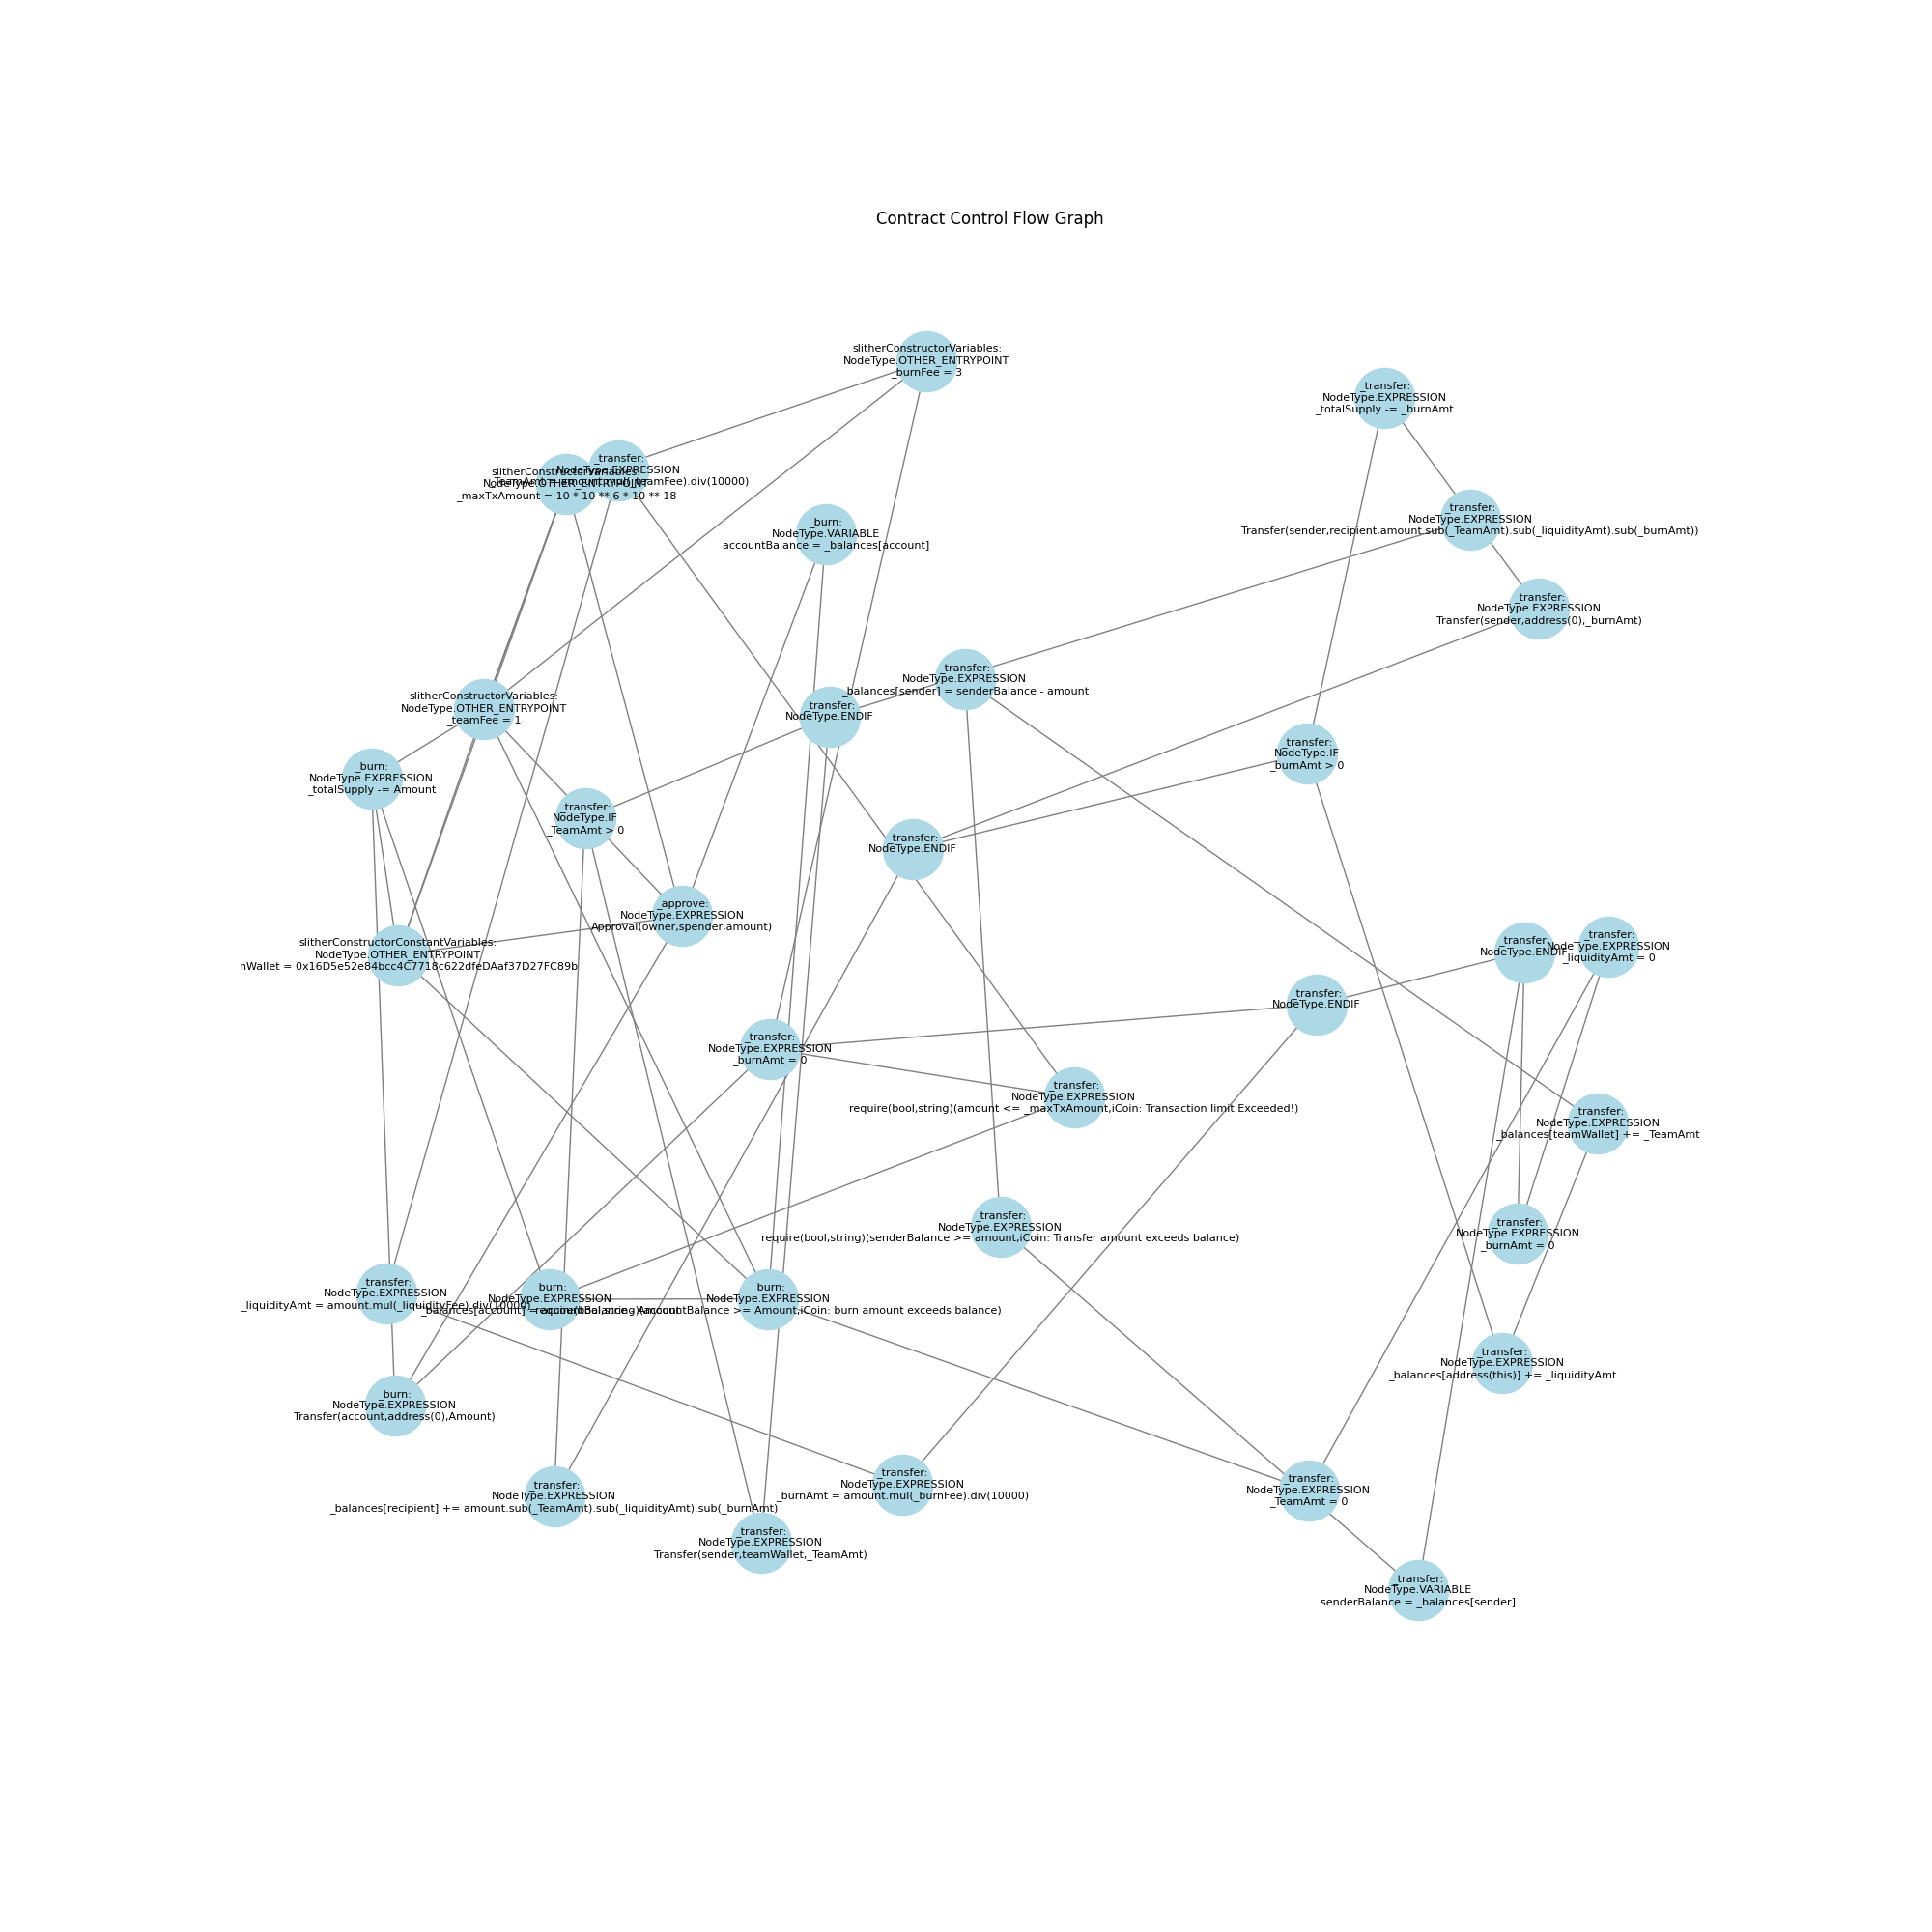 Contract Control Flow Graph
slitherConstructorVariables:
NodeType.OTHER_ENTRYPOINT
_burnFee = 3
_transfer:
NodeType.EXPRESSION
_totalSupply -= _burnAmt
_transfer:
NodeType.EXPRESSION
_TeamAmt = amount.mul(_teamFee).div(10000)
slitherConstructorVariables:
NodeType.OTHER_ENTRYPOINT
_maxTxAmount = 10 * 10 ** 6 * 10 ** 18
_burn:
NodeType.VARIABLE
accountBalance = _balances[account]
_transfer:
NodeType.EXPRESSION
Transfer(sender,recipient,amount.sub(_TeamAmt).sub(_liquidityAmt).sub(_burnAmt))
_transfer:
NodeType.EXPRESSION
Transfer(sender,address(0),_burnAmt)
_transfer:
NodeType.EXPRESSION
_balances[sender] = senderBalance - amount
slitherConstructorVariables:
NodeType.OTHER_ENTRYPOINT
_teamFee = 1
_transfer:
NodeType.ENDIF
_transfer:
NodeType.IF
_burnAmt > 0
_burn:
NodeType.EXPRESSION
_totalSupply -= Amount
_transfer:
NodeType.IF
_TeamAmt > 0
_transfer:
NodeType.ENDIF
_approve:
NodeType.EXPRESSION
Approval(owner,spender,amount)
slitherConstructorConstantVariables:
NodeType.OTHER_ENTRYPOINT
nWallet = 0x16D5e52e84bcc4C7718c622dfeDAaf37D27FC89b
_transfer:
NodeType.ENDIF
_transfer:
NodeType.EXPRESSION
_liquidityAmt = 0
_transfer:
NodeType.ENDIF
_transfer:
NodeType.EXPRESSION
_burnAmt = 0
_transfer:
NodeType.EXPRESSION
require(bool,string)(amount <= _maxTxAmount,iCoin: Transaction limit Exceeded!)
_transfer:
NodeType.EXPRESSION
_balances[teamWallet] += _TeamAmt
_transfer:
NodeType.EXPRESSION
require(bool,string)(senderBalance >= amount,iCoin: Transfer amount exceeds balance)
_transfer:
NodeType.EXPRESSION
_burnAmt = 0
_transfer:
NodeType.EXPRESSION
_liquidityAmt = amount.mul(_liquidityFee).div(10000)
_burn:
NodeType.EXPRESSION
_balances[account] = accountBalance - Amount
_burn:
NodeType.EXPRESSION
require(bool,string)(accountBalance >= Amount,iCoin: burn amount exceeds balance)
_transfer:
NodeType.EXPRESSION
_balances[address(this)] += _liquidityAmt
_burn:
NodeType.EXPRESSION
Transfer(account,address(0),Amount)
_transfer:
NodeType.EXPRESSION
_burnAmt = amount.mul(_burnFee).div(10000)
_transfer:
NodeType.EXPRESSION
_TeamAmt = 0
_transfer:
NodeType.EXPRESSION
_balances[recipient] += amount.sub(_TeamAmt).sub(_liquidityAmt).sub(_burnAmt)
_transfer:
NodeType.EXPRESSION
Transfer(sender,teamWallet,_TeamAmt)
_transfer:
NodeType.VARIABLE
senderBalance = _balances[sender]